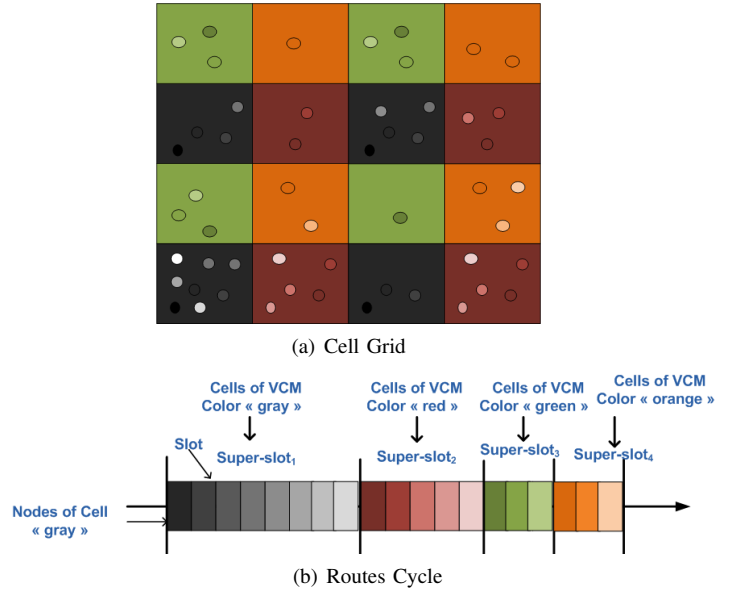 (a) Cell Grid
Cells of VCM
Color « gray »
Cells of VCM
Color « red »
Cells of VCM
Color « green »
Cells of VCM
Color « orange »
Slot
Super-slot1
Super-slot2
Super-slot3
Super-slot4
Nodes of Cell
« gray »
(b) Routes Cycle